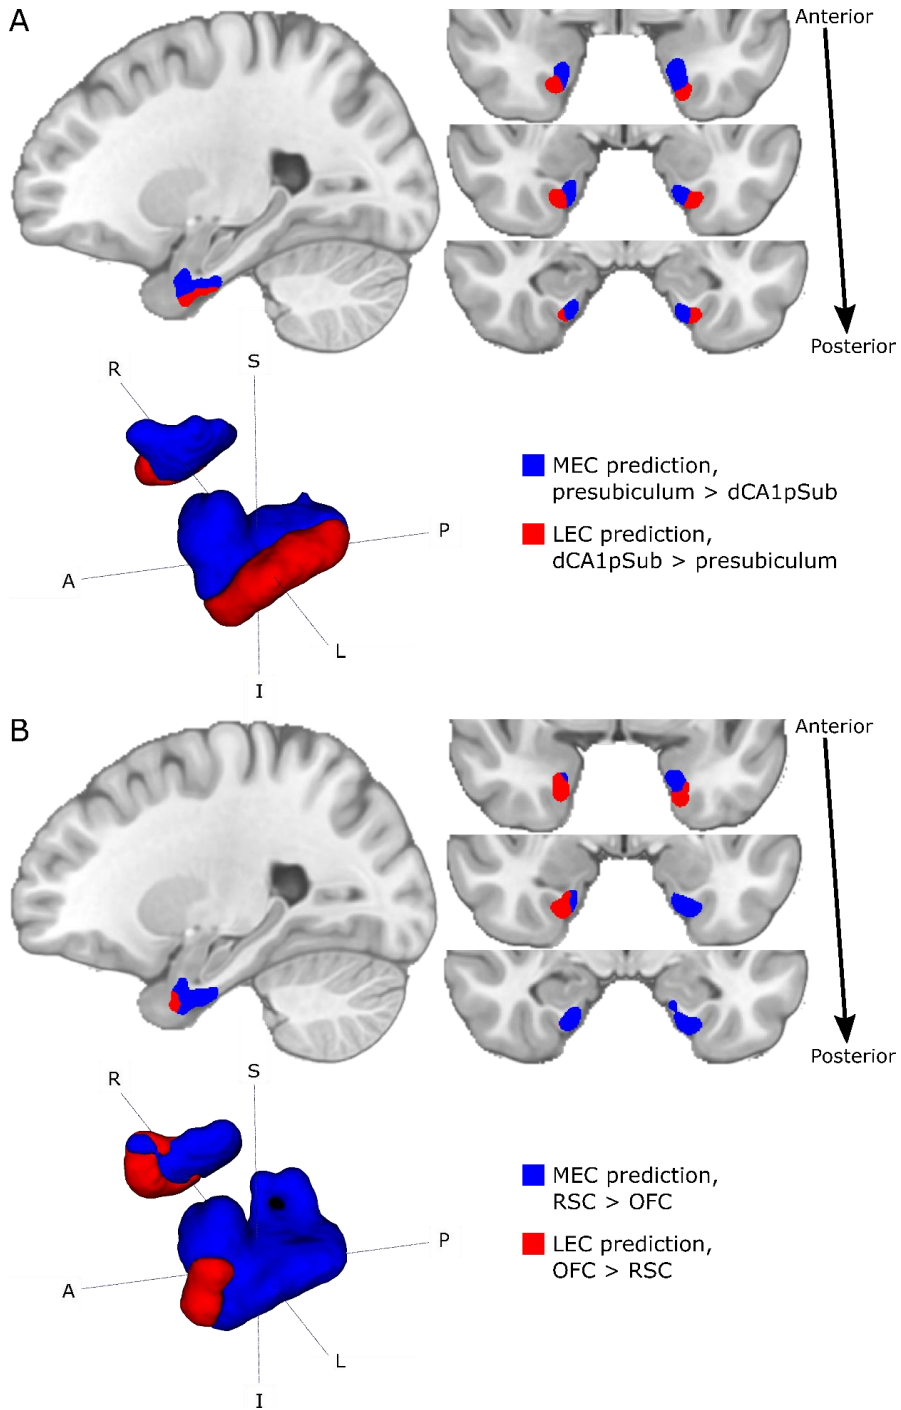 A
Anterior
Posterior
S
R
P
A
L
I
MEC prediction,
presubiculum > dCA1pSub
LEC prediction,
dCA1pSub > presubiculum
B
Anterior
Posterior
S
R
P
A
L
I
MEC prediction,
RSC > OFC
LEC prediction,
OFC > RSC